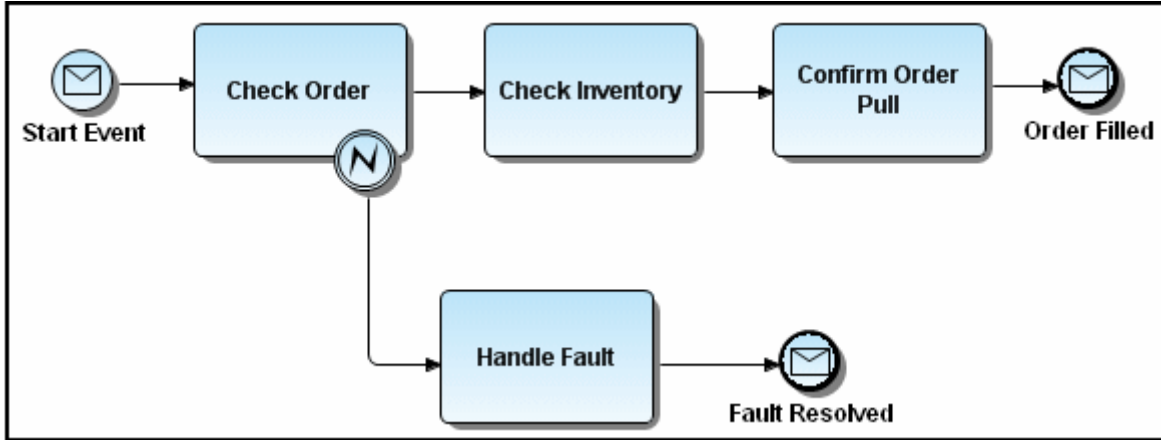 Check Order
Check Inventory
Confirm Order
Pull
Start Event
Order Filled
Handle Fault
Fault Resolved